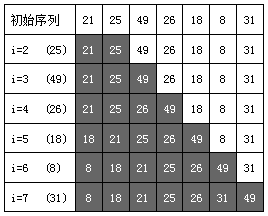 初始序列 21 25 49 26 18 8 31
i=2 (25) 21 25 49 26 18 8 31
i=3 (49) 21 25 49 26 18 8 31
i=4 (26) 21 25 26 49 18 8 31
i=5 (18) 18 21 25 26 49 8 31
i=6 (8) 8 18 21 25 26 49 31
i=7 (31) 8 18 21 25 26 31 49